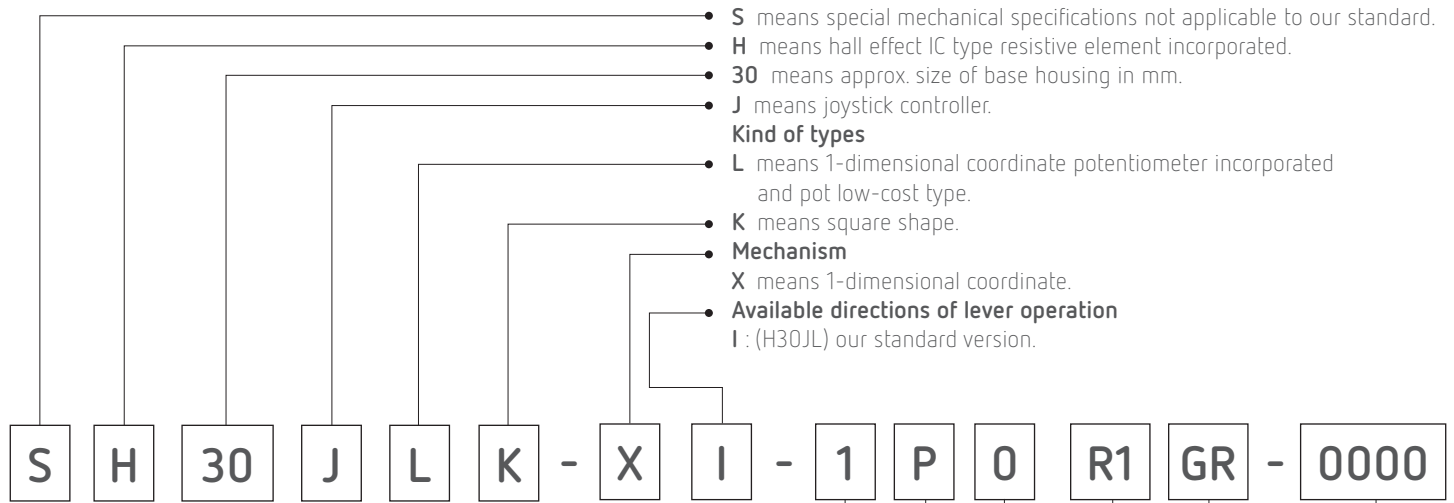 S means special mechanical specifications not applicable to our standard.
H means hall effect IC type resistive element incorporated.
30 means approx. size of base housing in mm.
J means joystick controller.
Kind of types
L means 1-dimensional coordinate potentiometer incorporated
and pot low-cost type.
K means square shape.
Mechanism
X means 1-dimensional coordinate.
Available directions of lever operation
I : (H30JL) our standard version.
S H 30 J L K - X I - 1 P 0 R1 GR - 0000